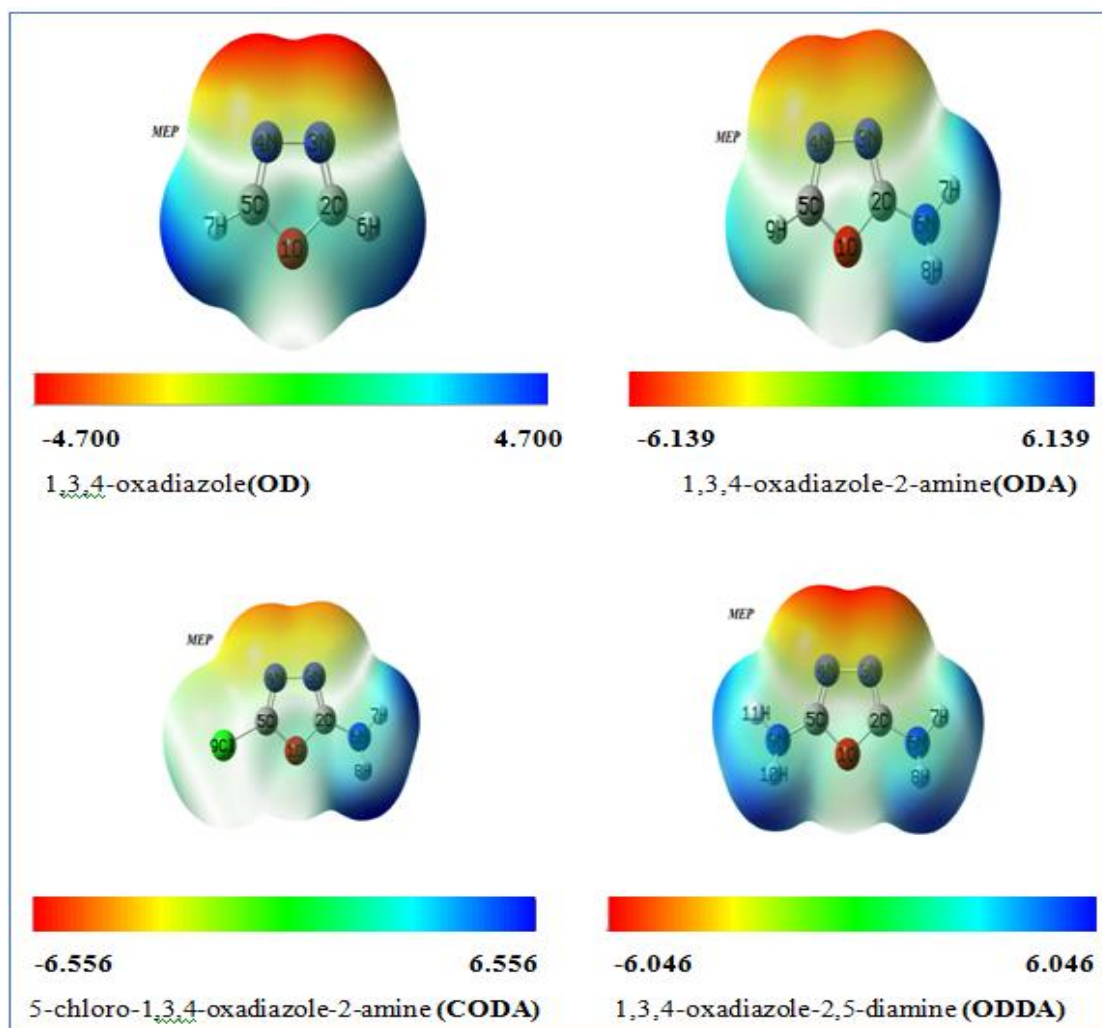 MEP
4N 3N
5C 2C
7H 6H
1O
-4.700 4.700
1,3,4-oxadiazole(OD)
MEP
4N 3N
7H
5C 2C
9H 6N
1O
8H
-6.139 6.139
1,3,4-oxadiazole-2-amine(ODA)
MEP
7H
5C 2C
9Cl
1O
8H
-6.556 6.556
5-chloro-1,3,4-oxadiazole-2-amine (CODA)
MEP
11H 7H
5C 2C
1O
10H 8H
-6.046 6.046
1,3,4-oxadiazole-2,5-diamine (ODDA)